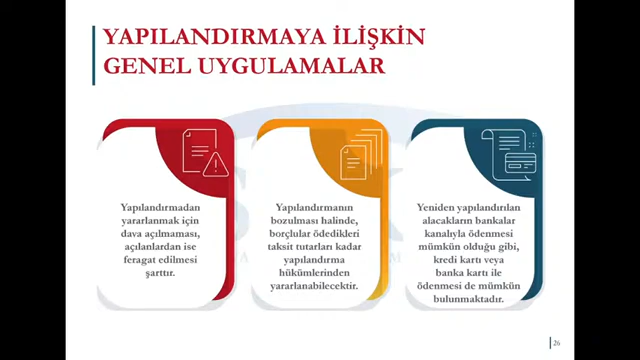 YAPILANDIRMAYA İLİŞKİN
GENEL UYGULAMALAR
Yapılandırmadan
yararlanmak için
dava açılmaması,
açılanlardan ise
feragat edilmesi
şarttır.
Yapılandırmanın
bozulması halinde,
borçlular ödedikleri
taksit tutarları kadar
yapılandırma
hükümlerinden
yararlanabilecektir.
Yeniden yapılandırılan
alacakların bankalar
kanalıyla ödenmesi
mümkün olduğu gibi,
kredi kartı veya
banka kartı ile
ödenmesi de mümkün
bulunmaktadır.
26